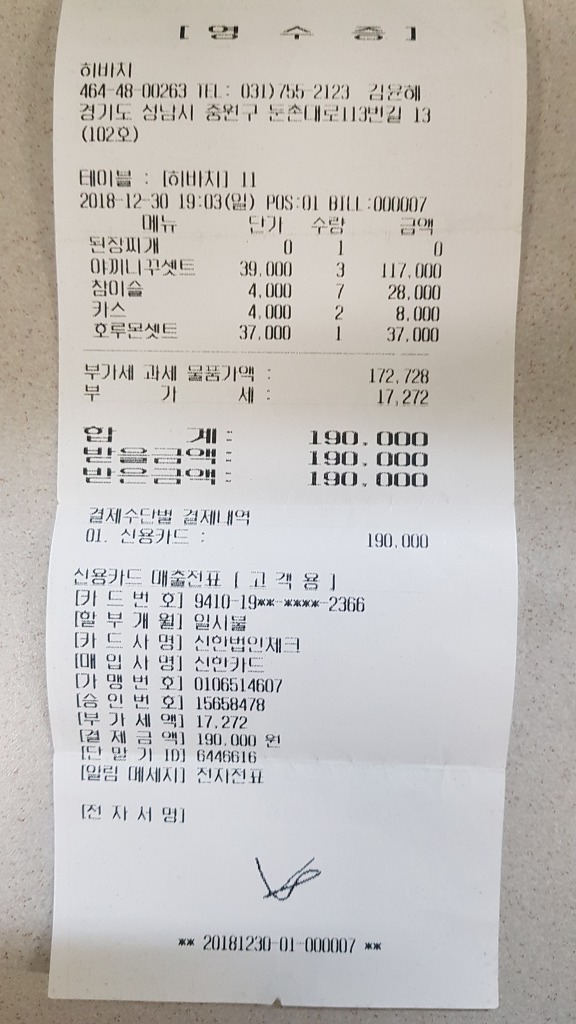 [ 영 수 증 ]
히바치
464-48-00263 TEL: 031)755-2123 김윤혜
경기도 성남시 중원구 둔촌대로113번길 13
(102호)
테이블 : [히바치] 11
2018-12-30 19:03(일) POS:01 BILL:000007
메뉴 단가 수량 금액
된장찌개 0 1 0
야끼니꾸셋트 39,000 3 117,000
참이슬 4,000 7 28,000
카스 4,000 2 8,000
호루몬셋트 37,000 1 37,000
부가세 과세 물품가액 : 172,728
부 가 세 : 17,272
합 계 : 190,000
받을금액 : 190,000
받은금액 : 190,000
결제수단별 결제내역
01. 신용카드 : 190,000
신용카드 매출전표 [ 고 객 용 ]
[카 드 번 호] 9410-19**-****-2366
[할 부 개 월] 일시불
[카 드 사 명] 신한법인체크
[매 입 사 명] 신한카드
[가 맹 번 호] 0106514607
[승 인 번 호] 15658478
[부 가 세 액] 17,272
[결 제 금 액] 190,000 원
[단 말 기 ID] 6446616
[알림 메세지] 전자전표
[전 자 서 명]
** 20181230-01-000007 **